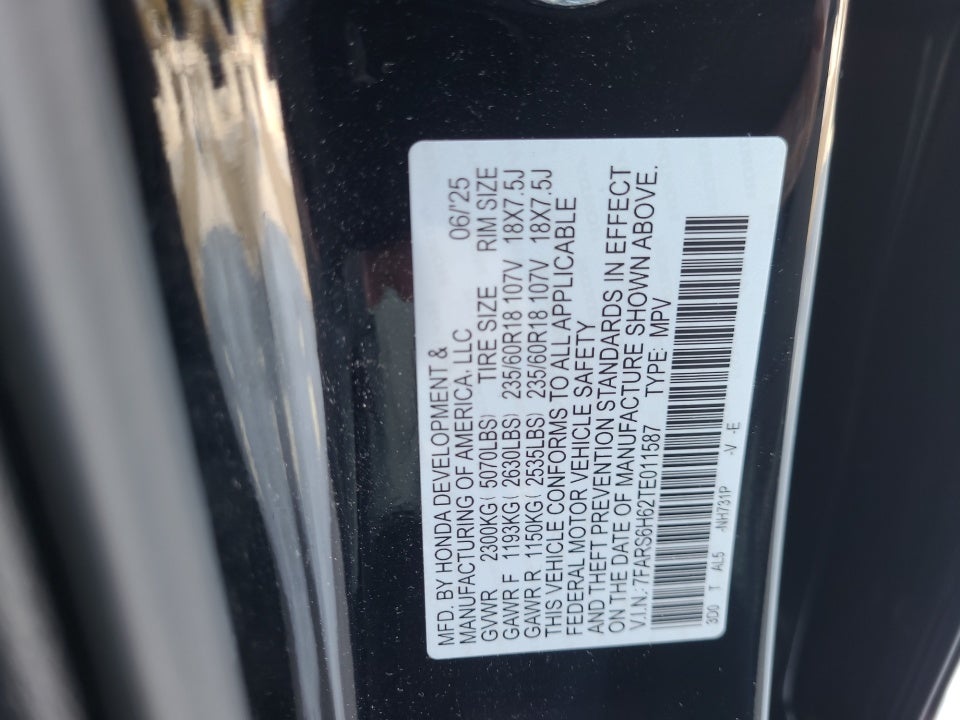 MFD. BY HONDA DEVELOPMENT &
MANUFACTURING OF AMERICA, LLC 06/'25
GVWR 2300KG( 5070LBS) TIRE SIZE RIM SIZE
GAWR F 1193KG( 2630LBS) 235/60R18 107V 18X7.5J
GAWR R 1150KG( 2535LBS) 235/60R18 107V 18X7.5J
THIS VEHICLE CONFORMS TO ALL APPLICABLE
FEDERAL MOTOR VEHICLE SAFETY
AND THEFT PREVENTION STANDARDS IN EFFECT
ON THE DATE OF MANUFACTURE SHOWN ABOVE.
V.I.N.:7FARS6H62TE011587 TYPE: MPV
3D0 T AL5 -NH731P -V -E